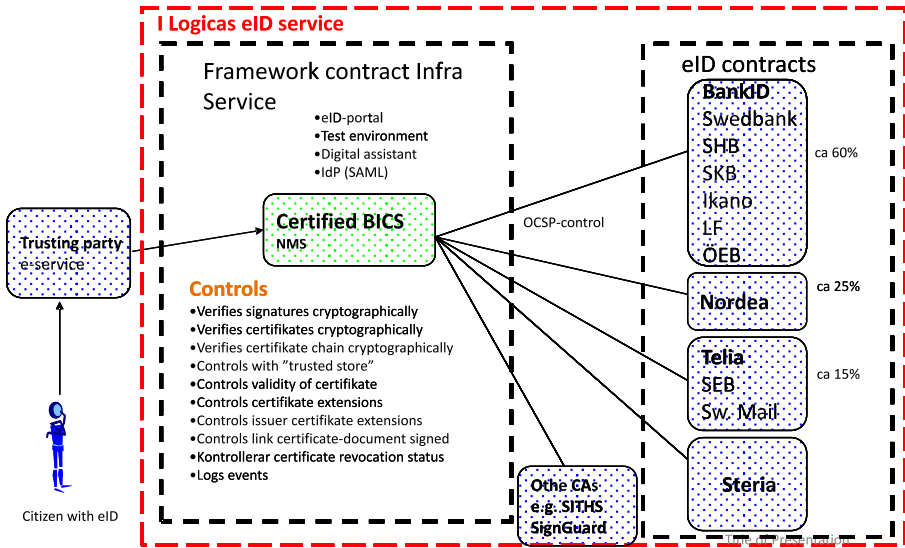 I Logicas eID service
Framework contract Infra
Service
•eID-portal
•Test environment
•Digital assistant
•IdP (SAML)
Trusting party
e-service
Certified BICS
NMS
OCSP-control
Controls
•Verifies signatures cryptographically
•Verifies certifikates cryptographically
•Verifies certifikate chain cryptographically
•Controls with ”trusted store”
•Controls validity of certifikate
•Controls certifikate extensions
•Controls issuer certifikate extensions
•Controls link certificate-document signed
•Kontrollerar certificate revocation status
•Logs events
Citizen with eID
Othe CAs
e.g. SITHS
SignGuard
eID contracts
BankID
Swedbank
SHB
SKB
Ikano
LF
ÖEB
ca 60%
Nordea
ca 25%
Telia
SEB
Sw. Mail
ca 15%
Steria
Title of Presentation